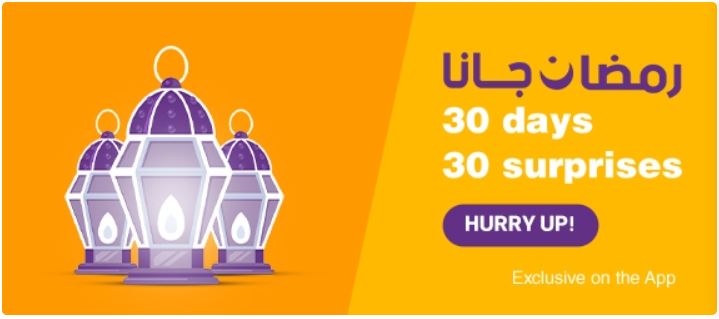 رمضان جانا
30 days
30 surprises
HURRY UP!
Exclusive on the App